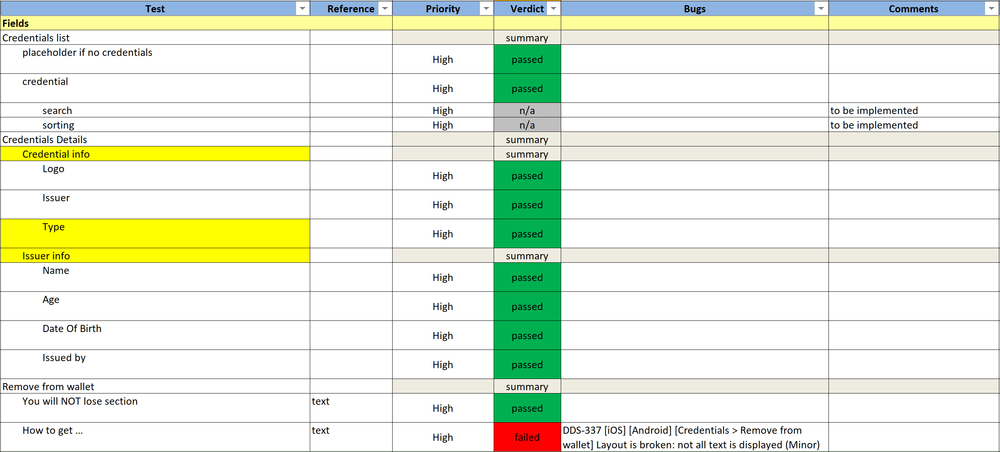 Test Reference Priority Verdict Bugs Comments
Fields
Credentials list summary
placeholder if no credentials High passed
credential High passed
search High n/a to be implemented
sorting High n/a to be implemented
Credentials Details summary
Credential info summary
Logo High passed
Issuer High passed
Type High passed
Issuer info summary
Name High passed
Age High passed
Date Of Birth High passed
Issued by High passed
Remove from wallet summary
You will NOT lose section text High passed
How to get ... text High failed DDS-337 [iOS] [Android] [Credentials > Remove from
wallet] Layout is broken: not all text is displayed (Minor)